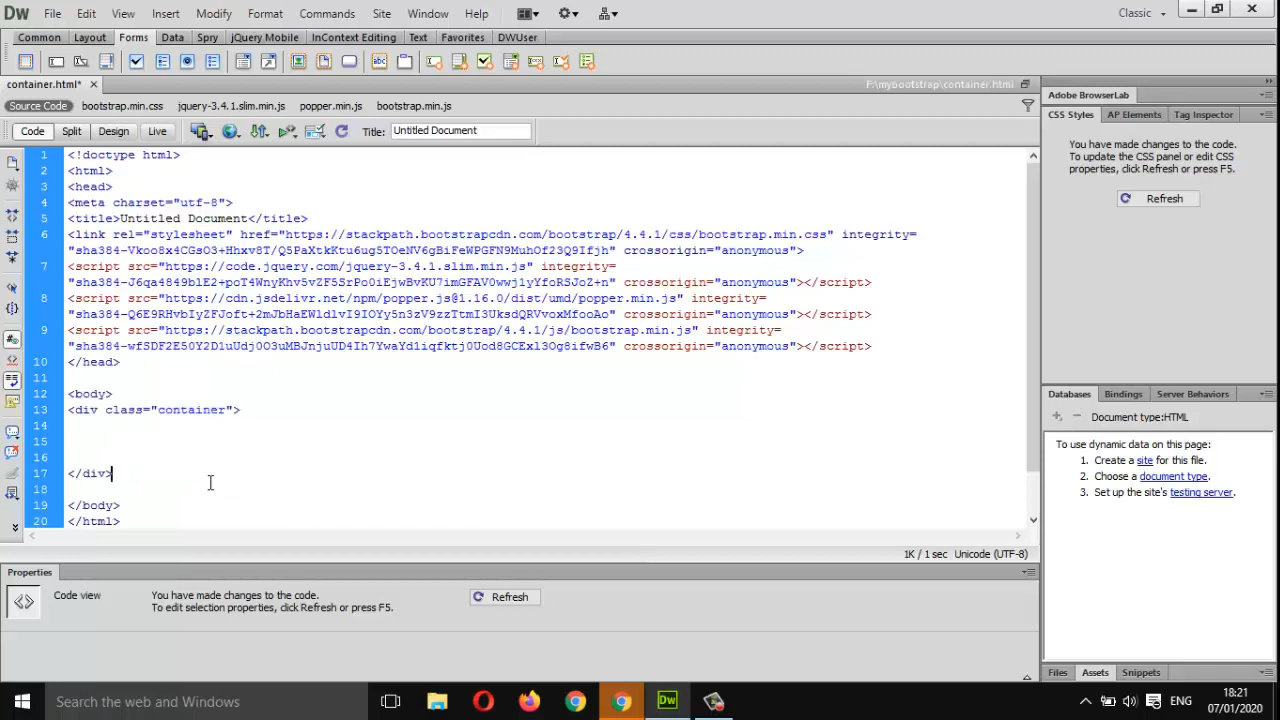 DW File Edit View Insert Modify Format Commands Site Window Help Classic
Common Layout Forms Data Spry jQuery Mobile InContext Editing Text Favorites DWUser
container.html* F:\mybootstrap\container.html
Source Code bootstrap.min.css jquery-3.4.1.slim.min.js popper.min.js bootstrap.min.js
Code Split Design Live Title: Untitled Document
1 <!doctype html>
2 <html>
3 <head>
4 <meta charset="utf-8">
5 <title>Untitled Document</title>
6 <link rel="stylesheet" href="https://stackpath.bootstrapcdn.com/bootstrap/4.4.1/css/bootstrap.min.css" integrity=
"sha384-Vkoo8x4CGsO3+Hhxv8T/Q5PaXtkKtu6ug5TOeNV6gBiFeWPGFN9MuhOf23Q9Ifjh" crossorigin="anonymous">
7 <script src="https://code.jquery.com/jquery-3.4.1.slim.min.js" integrity=
"sha384-J6qa4849blE2+poT4WnyKhv5vZF5SrPo0iEjwBvKU7imGFAV0wwj1yYfoRSJoZ+n" crossorigin="anonymous"></script>
8 <script src="https://cdn.jsdelivr.net/npm/popper.js@1.16.0/dist/umd/popper.min.js" integrity=
"sha384-Q6E9RHvbIyZFJoft+2mJbHaEWldlvI9IOYy5n3zV9zzTtmI3UksdQRVvoxMfooAo" crossorigin="anonymous"></script>
9 <script src="https://stackpath.bootstrapcdn.com/bootstrap/4.4.1/js/bootstrap.min.js" integrity=
"sha384-wfSDF2E50Y2D1uUdj0O3uMBJnjuUD4Ih7YwaYd1iqfktj0Uod8GCExl3Og8ifwB6" crossorigin="anonymous"></script>
10 </head>
11
12 <body>
13 <div class="container">
14
15
16
17 </div>
18
19 </body>
20 </html>
1K / 1 sec Unicode (UTF-8)
Properties
Code view You have made changes to the code.
To edit selection properties, click Refresh or press F5.
Refresh
Adobe BrowserLab
CSS Styles AP Elements Tag Inspector
You have made changes to the code.
To update the CSS panel or edit CSS
properties, click Refresh or press F5.
Refresh
Databases Bindings Server Behaviors
Document type:HTML
To use dynamic data on this page:
1. Create a site for this file.
2. Choose a document type.
3. Set up the site's testing server.
Files Assets Snippets
Search the web and Windows
Dw
ENG
18:21
07/01/2020